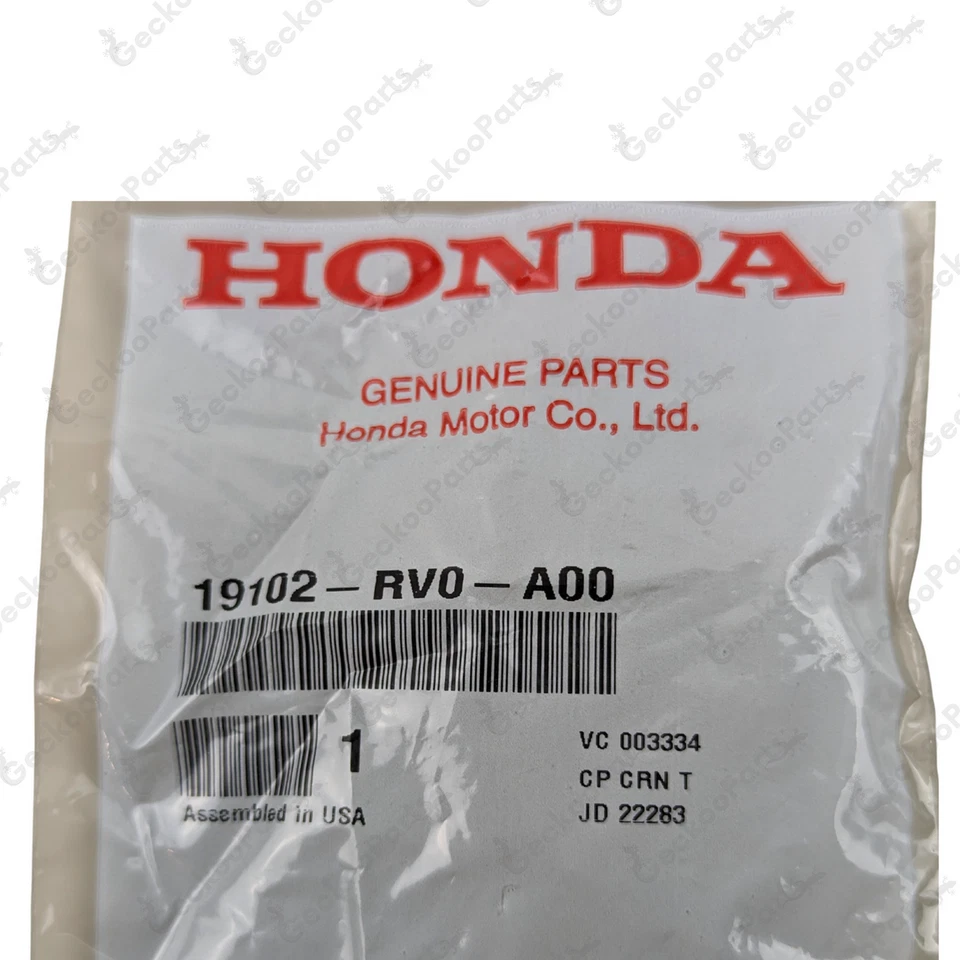 HONDA
GENUINE PARTS
Honda Motor Co., Ltd.
19102-RV0-A00
1
VC 003334
CP CRN T
Assembled in USA
JD 22283
GeckooParts